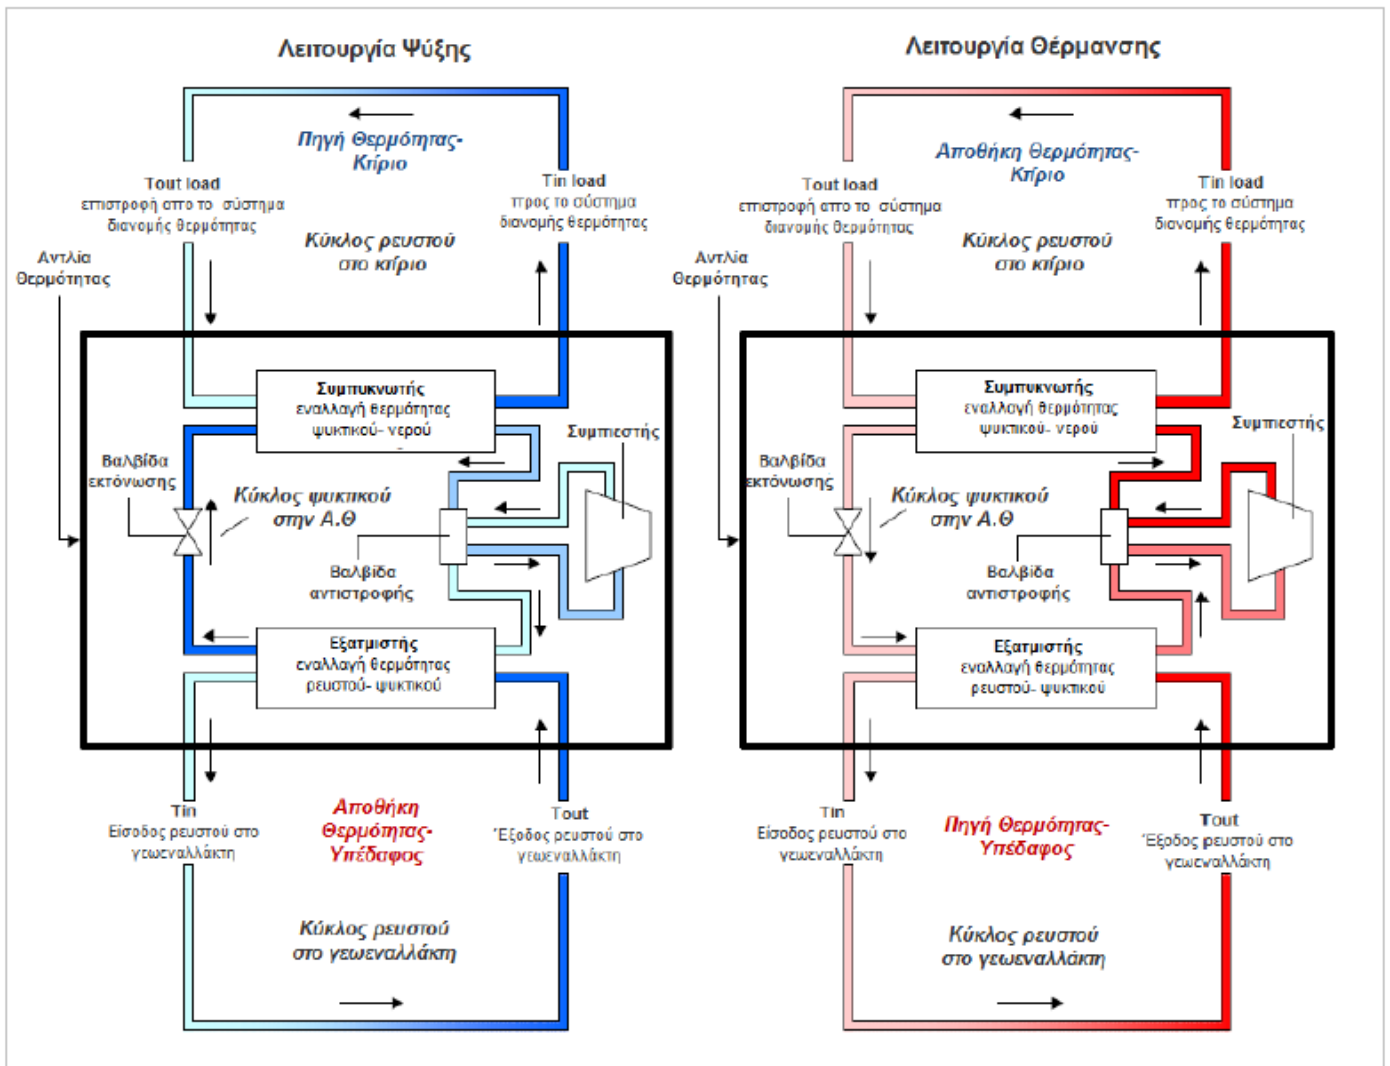 Λειτουργία Ψύξης
Πηγή Θερμότητας-
Κτίριο
Tout load
επιστροφή απο το σύστημα
διανομής θερμότητας
Tin load
προς το σύστημα
διανομής θερμότητας
Κύκλος ρευστού
στο κτίριο
Αντλία
Θερμότητας
Συμπυκνωτής
εναλλαγή θερμότητας
ψυκτικού- νερού
Συμπιεστής
Βαλβίδα
εκτόνωσης
Κύκλος ψυκτικού
στην Α.Θ
Βαλβίδα
αντιστροφής
Εξατμιστής
εναλλαγή θερμότητας
ρευστού- ψυκτικού
Tin
Είσοδος ρευστού στο
γεωεναλλάκτη
Αποθήκη
Θερμότητας-
Υπέδαφος
Tout
Έξοδος ρευστού στο
γεωεναλλάκτη
Κύκλος ρευστού
στο γεωεναλλάκτη
Λειτουργία Θέρμανσης
Αποθήκη Θερμότητας-
Κτίριο
Tout load
επιστροφή απο το σύστημα
διανομής θερμότητας
Tin load
προς το σύστημα
διανομής θερμότητας
Κύκλος ρευστού
στο κτίριο
Αντλία
Θερμότητας
Συμπυκνωτής
εναλλαγή θερμότητας
ψυκτικού- νερού
Συμπιεστής
Βαλβίδα
εκτόνωσης
Κύκλος ψυκτικού
στην Α.Θ
Βαλβίδα
αντιστροφής
Εξατμιστής
εναλλαγή θερμότητας
ρευστού- ψυκτικού
Tin
Είσοδος ρευστού στο
γεωεναλλάκτη
Πηγή Θερμότητας-
Υπέδαφος
Tout
Έξοδος ρευστού στο
γεωεναλλάκτη
Κύκλος ρευστού
στο γεωεναλλάκτη